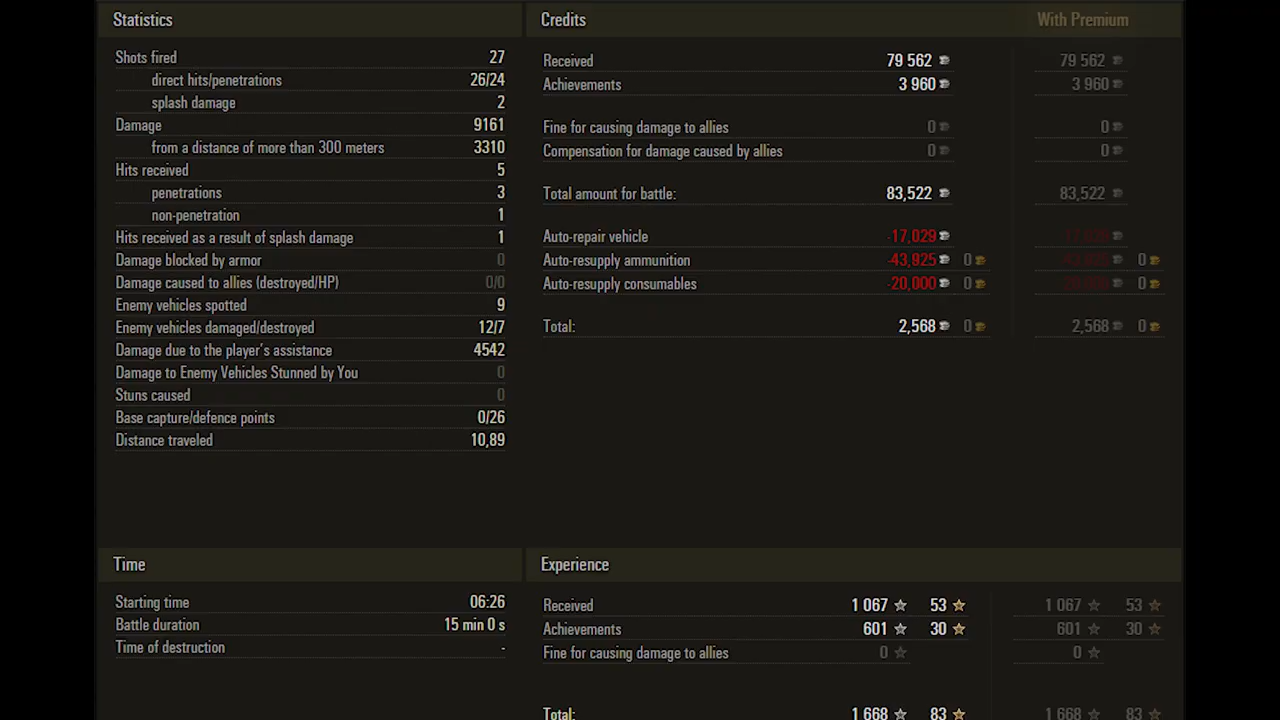 Statistics
Shots fired 27
direct hits/penetrations 26/24
splash damage 2
Damage 9161
from a distance of more than 300 meters 3310
Hits received 5
penetrations 3
non-penetration 1
Hits received as a result of splash damage 1
Damage blocked by armor 0
Damage caused to allies (destroyed/HP) 0/0
Enemy vehicles spotted 9
Enemy vehicles damaged/destroyed 12/7
Damage due to the player's assistance 4542
Damage to Enemy Vehicles Stunned by You 0
Stuns caused 0
Base capture/defence points 0/26
Distance traveled 10,89
Credits With Premium
Received 79 562 79 562
Achievements 3 960 3 960
Fine for causing damage to allies 0 0
Compensation for damage caused by allies 0 0
Total amount for battle: 83,522 83,522
Auto-repair vehicle -17,029
Auto-resupply ammunition -43,925 0 0
Auto-resupply consumables -20,000 0 0
Total: 2,568 0 2,568 0
Time
Starting time 06:26
Battle duration 15 min 0 s
Time of destruction -
Experience
Received 1 067 53 1 067 53
Achievements 601 30 601 30
Fine for causing damage to allies 0 0
Total: 1 668 83 1 668 83